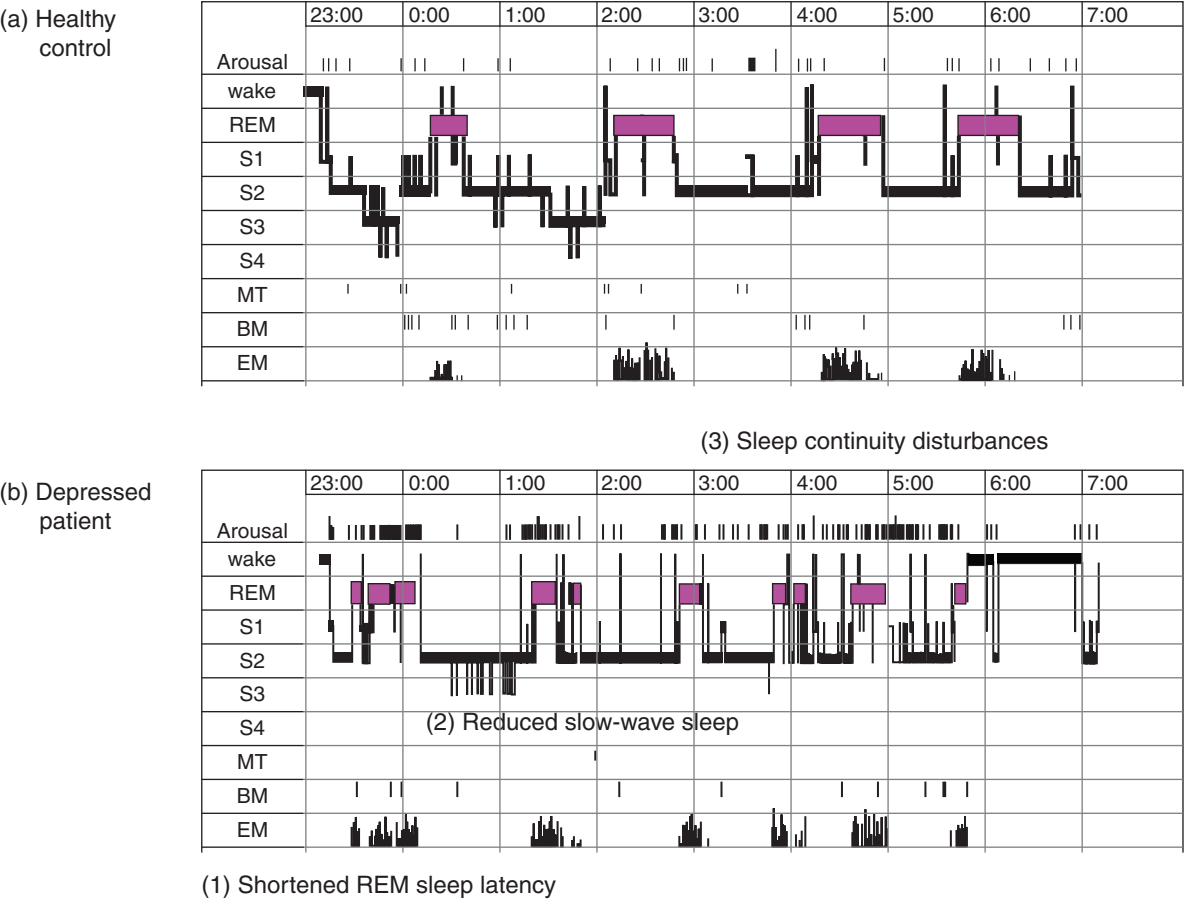 (a) Healthy
control
23:00 0:00 1:00 2:00 3:00 4:00 5:00 6:00 7:00
Arousal
wake
REM
S1
S2
S3
S4
MT
BM
EM
(3) Sleep continuity disturbances
(b) Depressed
patient
23:00 0:00 1:00 2:00 3:00 4:00 5:00 6:00 7:00
Arousal
wake
REM
S1
S2
S3
(2) Reduced slow-wave sleep
S4
MT
BM
EM
(1) Shortened REM sleep latency